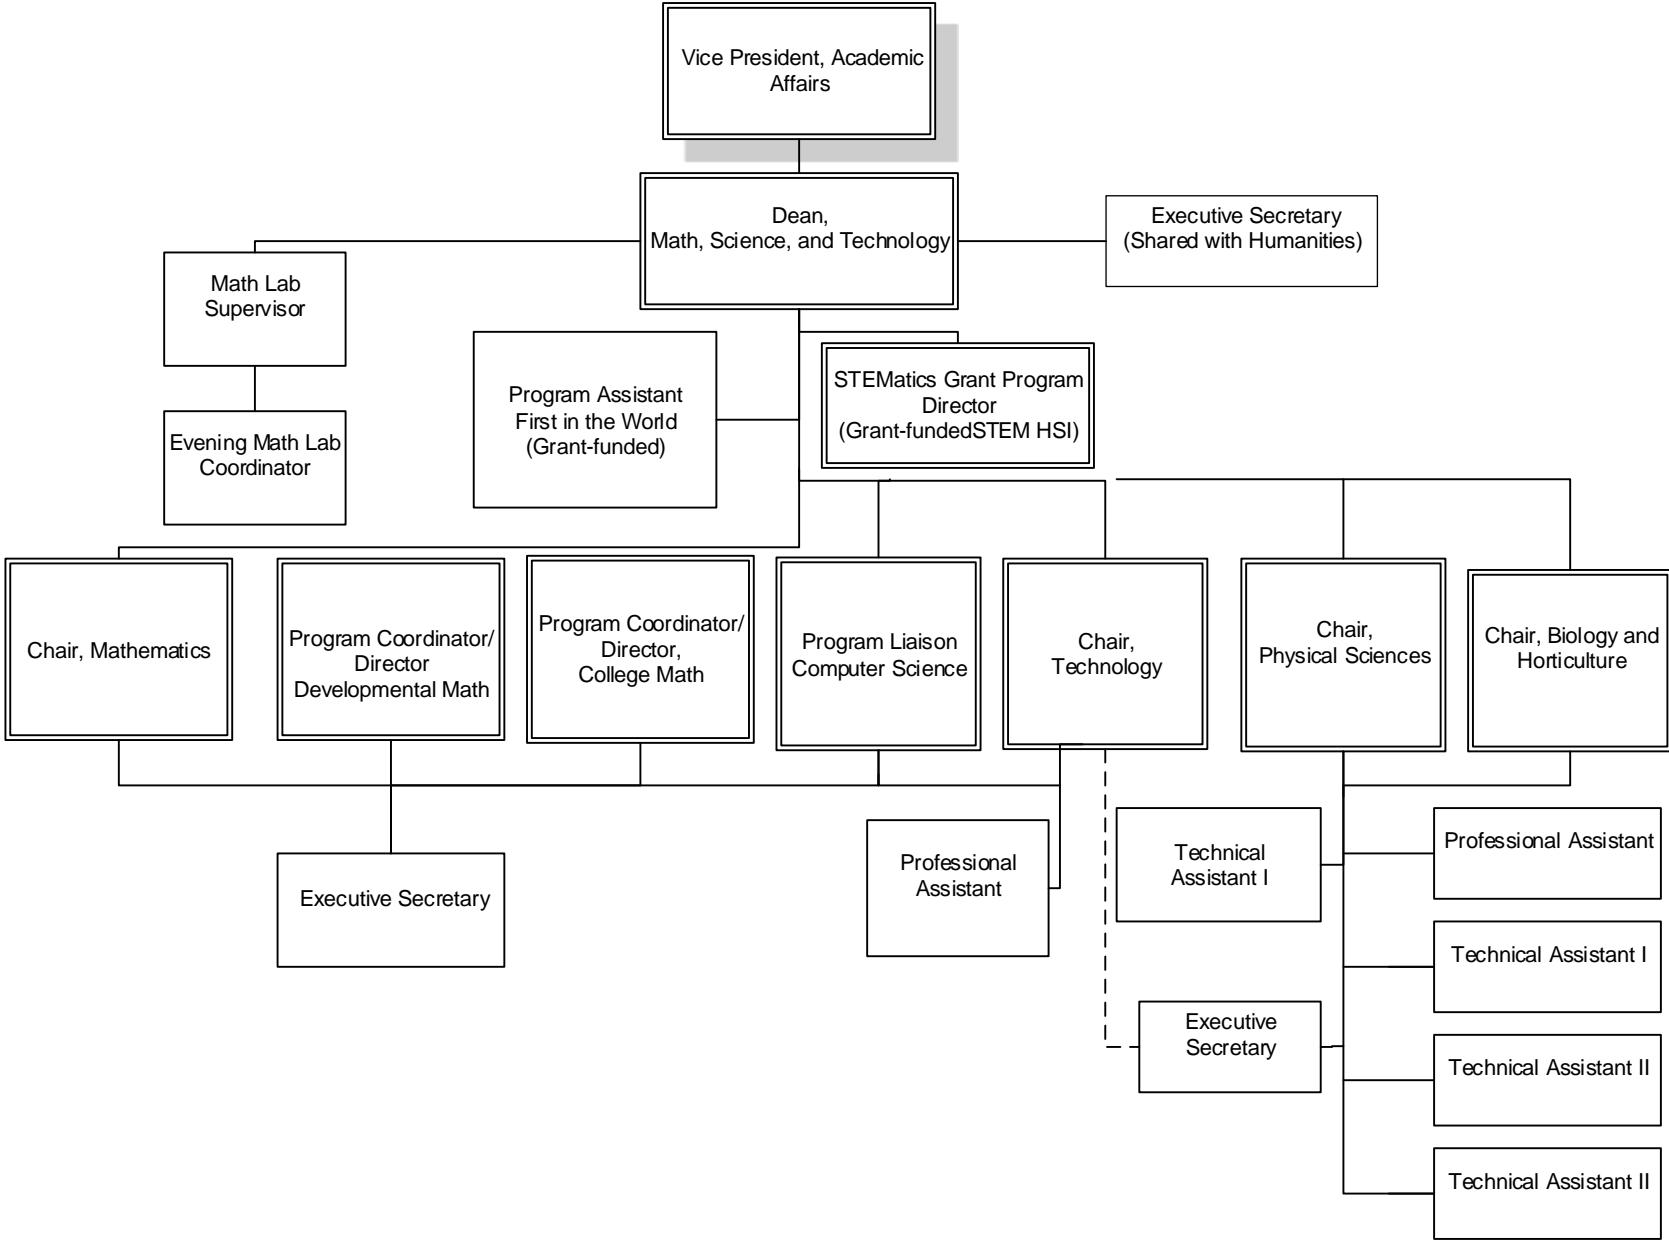 Vice President, Academic
Affairs
Dean,
Math, Science, and Technology
Executive Secretary
(Shared with Humanities)
Math Lab
Supervisor
Evening Math Lab
Coordinator
Program Assistant
First in the World
(Grant-funded)
STEMatics Grant Program
Director
(Grant-fundedSTEM HSI)
Chair, Mathematics
Program Coordinator/
Director
Developmental Math
Program Coordinator/
Director,
College Math
Program Liaison
Computer Science
Chair,
Technology
Chair,
Physical Sciences
Chair, Biology and
Horticulture
Executive Secretary
Professional
Assistant
Technical
Assistant I
Executive
Secretary
Professional Assistant
Technical Assistant I
Technical Assistant II
Technical Assistant II